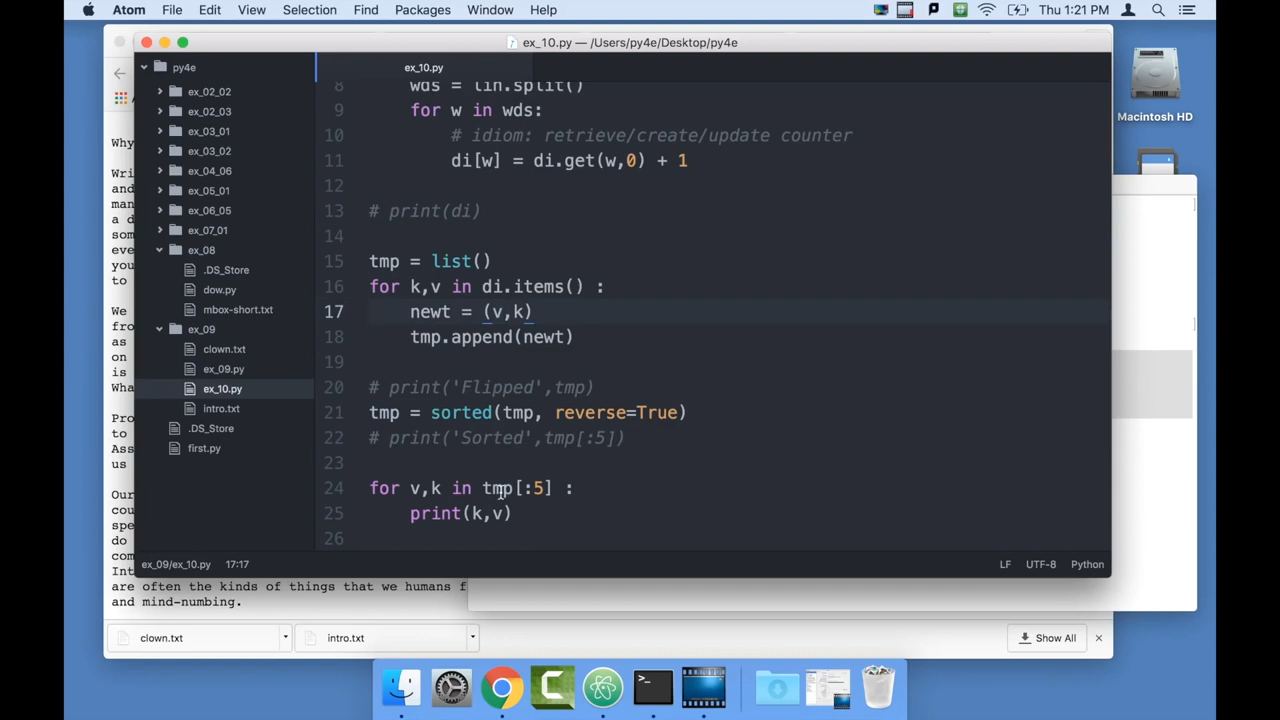 Atom File Edit View Selection Find Packages Window Help Thu 1:21 PM
ex_10.py — /Users/py4e/Desktop/py4e
py4e
ex_02_02
ex_02_03
ex_03_01
ex_03_02
ex_04_06
ex_05_01
ex_06_05
ex_07_01
ex_08
.DS_Store
dow.py
mbox-short.txt
ex_09
clown.txt
ex_09.py
ex_10.py
intro.txt
.DS_Store
first.py
ex_10.py
8 wds = lin.split()
9 for w in wds:
10 # idiom: retrieve/create/update counter
11 di[w] = di.get(w,0) + 1
12
13 # print(di)
14
15 tmp = list()
16 for k,v in di.items() :
17 newt = (v,k)
18 tmp.append(newt)
19
20 # print('Flipped',tmp)
21 tmp = sorted(tmp, reverse=True)
22 # print('Sorted',tmp[:5])
23
24 for v,k in tmp[:5] :
25 print(k,v)
26
ex_09/ex_10.py 17:17 LF UTF-8 Python
Why
Wri
and
man
a d
som
eve
you
to
We
fro
as
on
is
Wha
Pro
to
Ass
us
Our
cou
spe
do
com
Int
are often the kinds of things that we humans f
and mind-numbing.
clown.txt
intro.txt
Show All
Macintosh HD